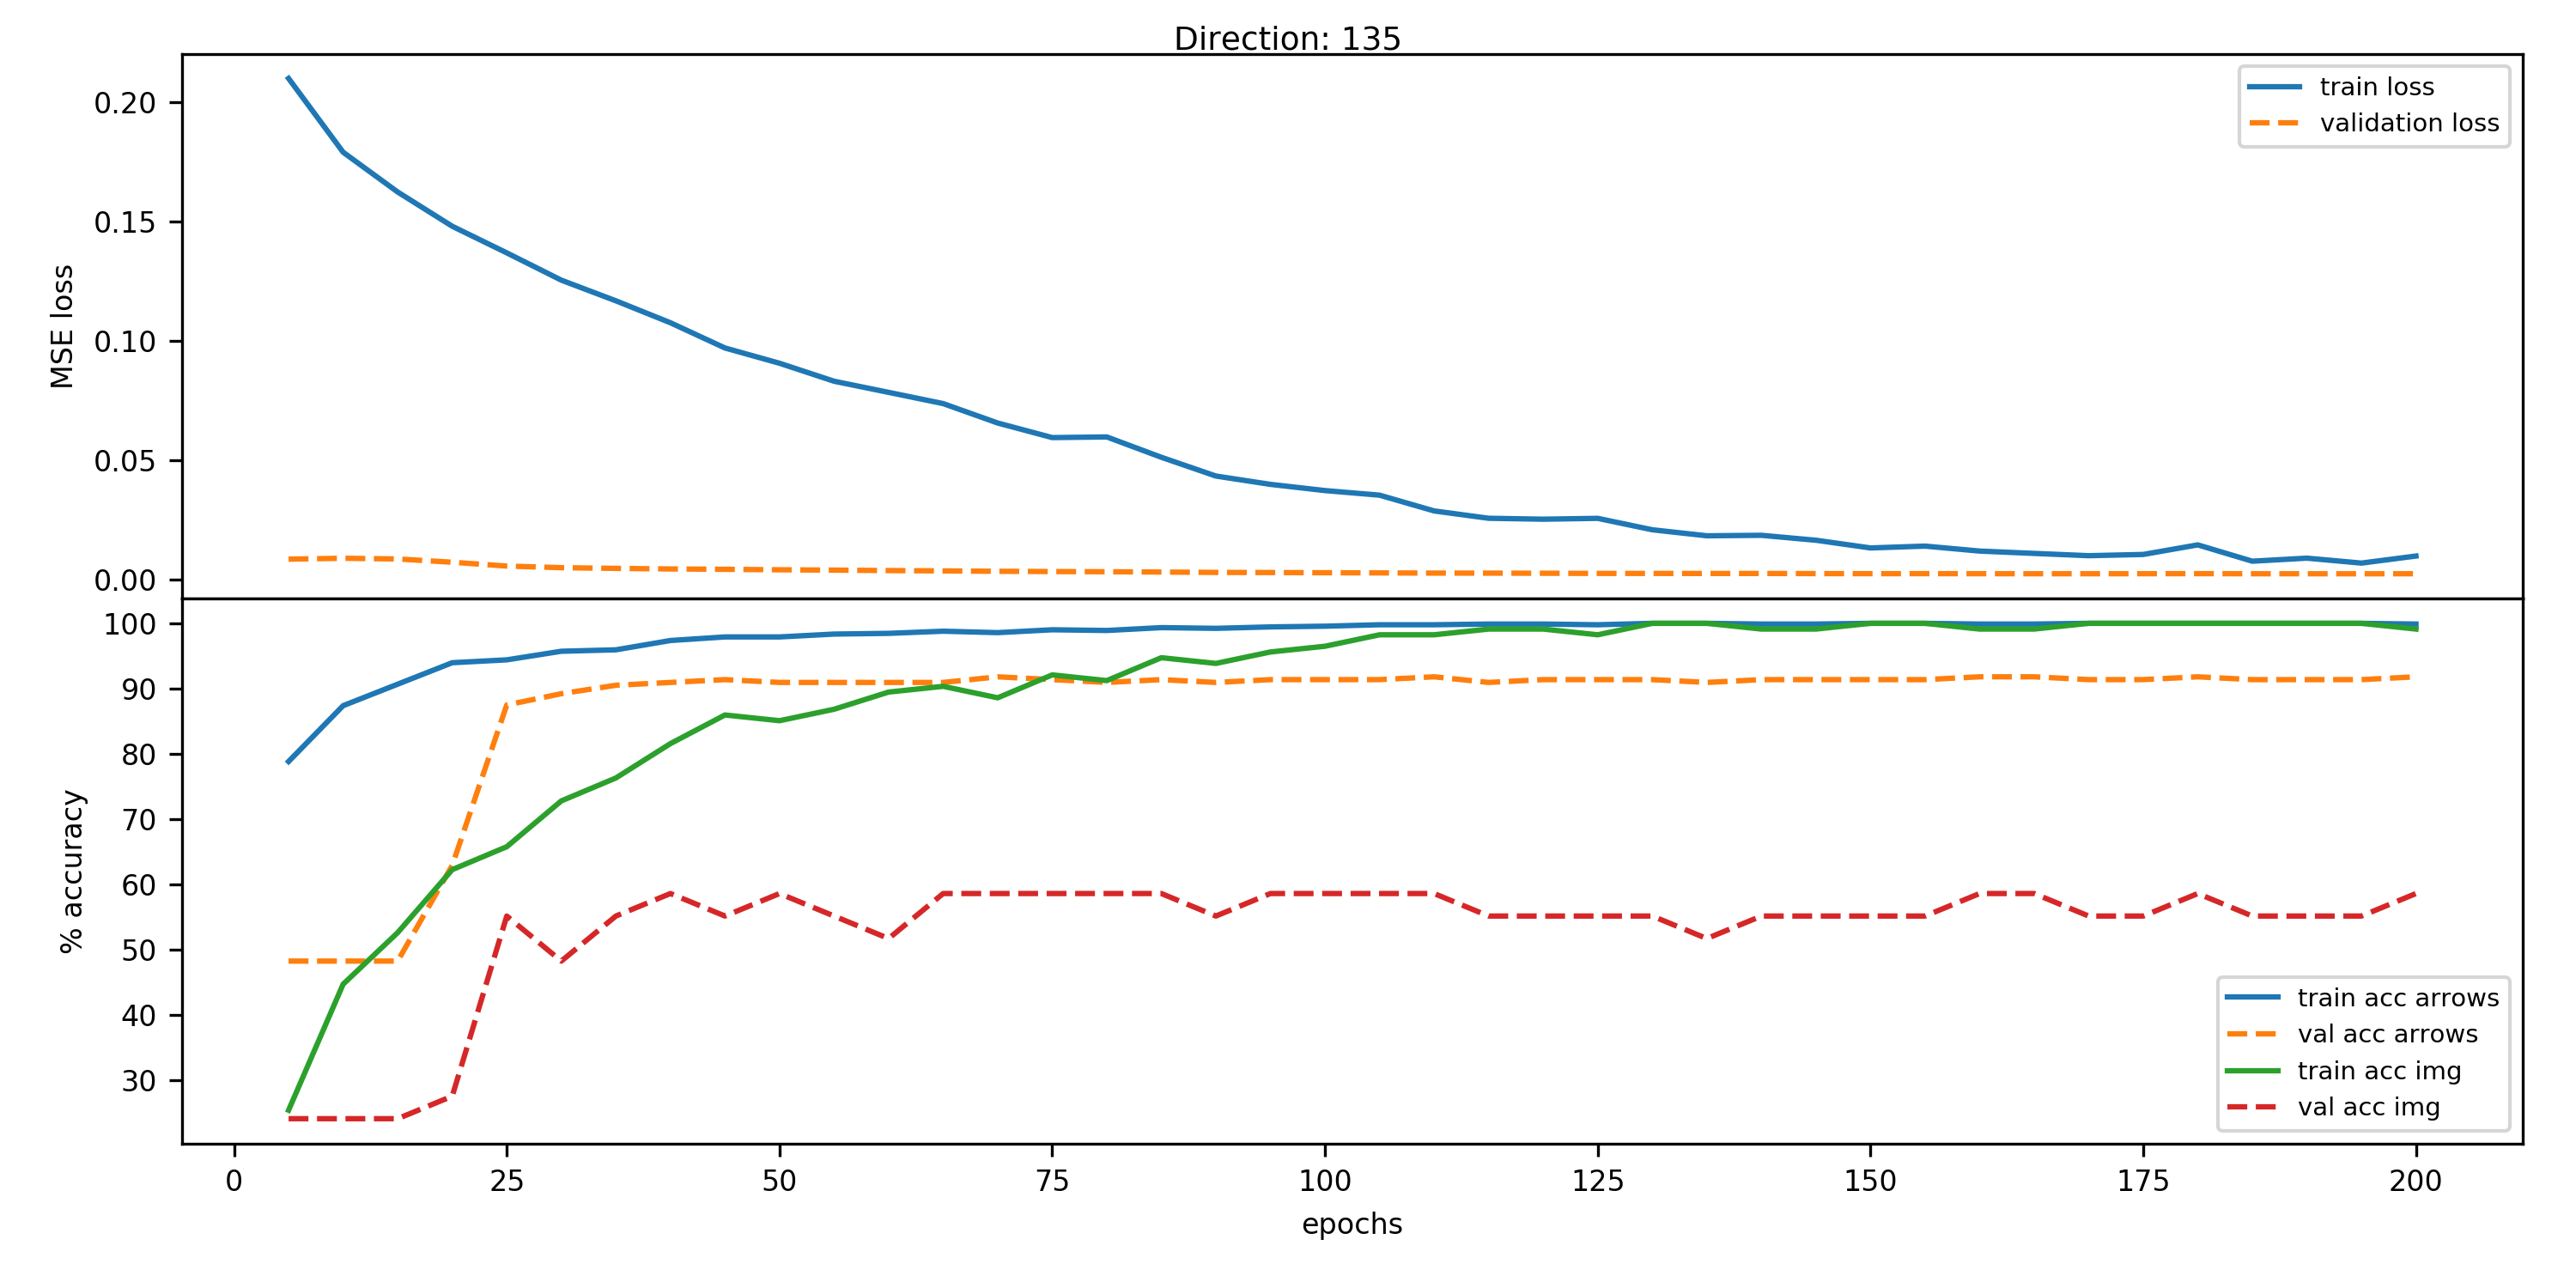 Direction: 135
0.20
0.15
0.10
0.05
0.00
MSE loss
train loss
validation loss
100
90
80
70
60
50
40
30
% accuracy
train acc arrows
val acc arrows
train acc img
val acc img
0 25 50 75 100 125 150 175 200
epochs